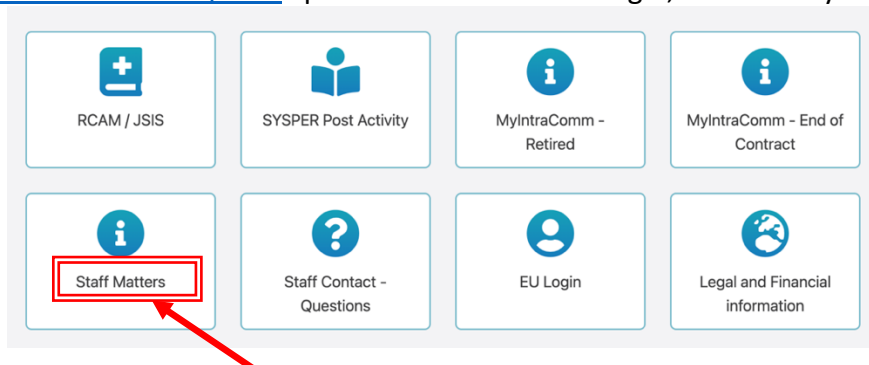 RCAM / JSIS
SYSPER Post Activity
MyIntraComm -
Retired
MyIntraComm - End of
Contract
Staff Matters
Staff Contact -
Questions
EU Login
Legal and Financial
information